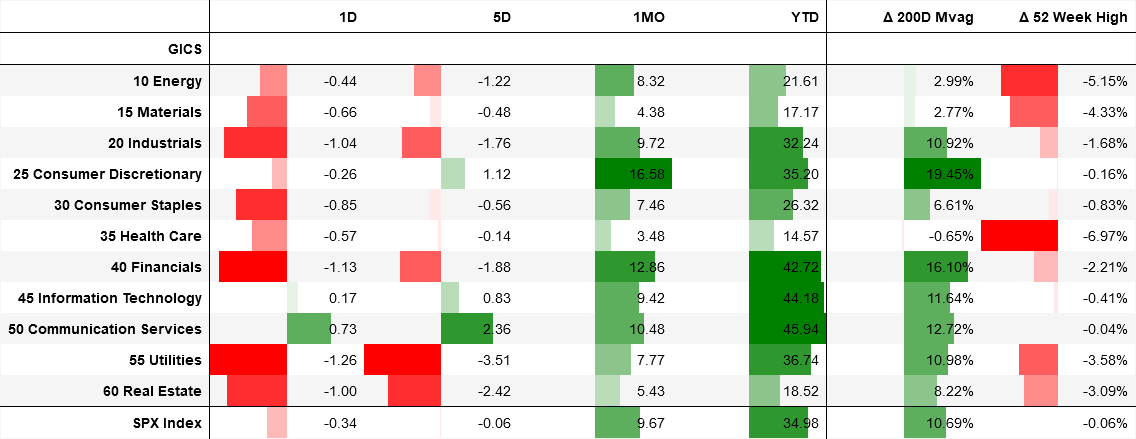 1D 5D 1MO YTD Δ 200D Mvag Δ 52 Week High
GICS
10 Energy -0.44 -1.22 8.32 21.61 2.99% -5.15%
15 Materials -0.66 -0.48 4.38 17.17 2.77% -4.33%
20 Industrials -1.04 -1.76 9.72 32.24 10.92% -1.68%
25 Consumer Discretionary -0.26 1.12 16.58 35.20 19.45% -0.16%
30 Consumer Staples -0.85 -0.56 7.46 26.32 6.61% -0.83%
35 Health Care -0.57 -0.14 3.48 14.57 -0.65% -6.97%
40 Financials -1.13 -1.88 12.86 42.72 16.10% -2.21%
45 Information Technology 0.17 0.83 9.42 44.18 11.64% -0.41%
50 Communication Services 0.73 2.36 10.48 45.94 12.72% -0.04%
55 Utilities -1.26 -3.51 7.77 36.74 10.98% -3.58%
60 Real Estate -1.00 -2.42 5.43 18.52 8.22% -3.09%
SPX Index -0.34 -0.06 9.67 34.98 10.69% -0.06%